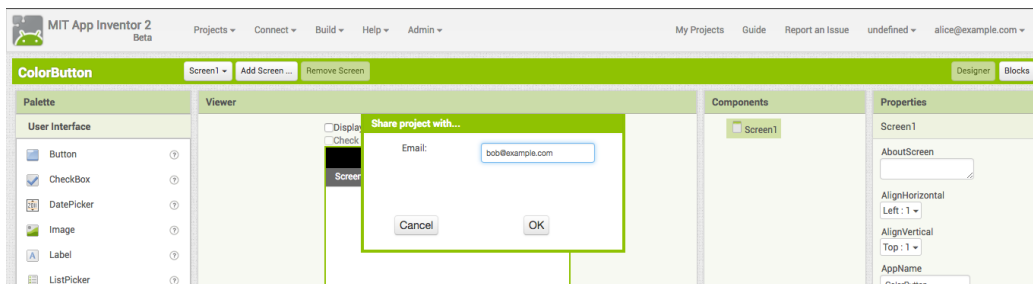 MIT App Inventor 2
Beta
Projects Connect Build Help Admin My Projects Guide Report an Issue undefined alice@example.com
ColorButton Screen1 Add Screen ... Remove Screen Designer Blocks
Palette Viewer Components Properties
User Interface
Button
CheckBox
DatePicker
Image
Label
ListPicker
Display
Check
Screen
Share project with...
Email: bob@example.com
Cancel OK
Screen1
Screen1
AboutScreen
AlignHorizontal
Left : 1
AlignVertical
Top : 1
AppName
ColorButton